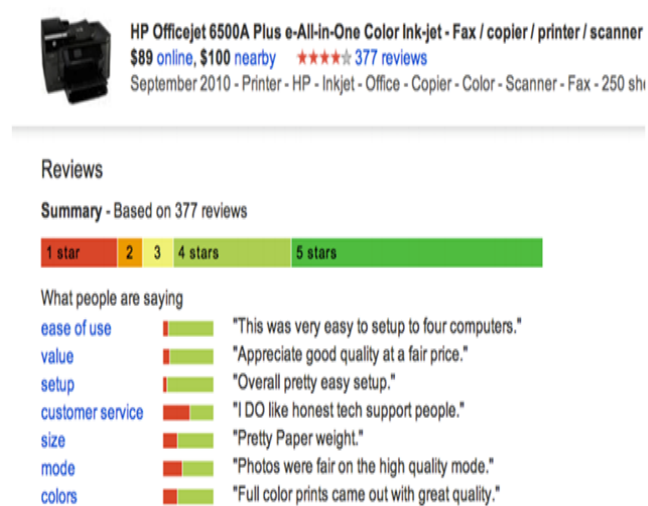 HP Officejet 6500A Plus e-All-in-One Color Ink-jet - Fax / copier / printer / scanner
$89 online, $100 nearby 377 reviews
September 2010 - Printer - HP - Inkjet - Office - Copier - Color - Scanner - Fax - 250
Reviews
Summary - Based on 377 reviews
1 star 2 3 4 stars 5 stars
What people are saying
ease of use "This was very easy to setup to four computers."
value "Appreciate good quality at a fair price."
setup "Overall pretty easy setup."
customer service "I DO like honest tech support people."
size "Pretty Paper weight."
mode "Photos were fair on the high quality mode."
colors "Full color prints came out with great quality."